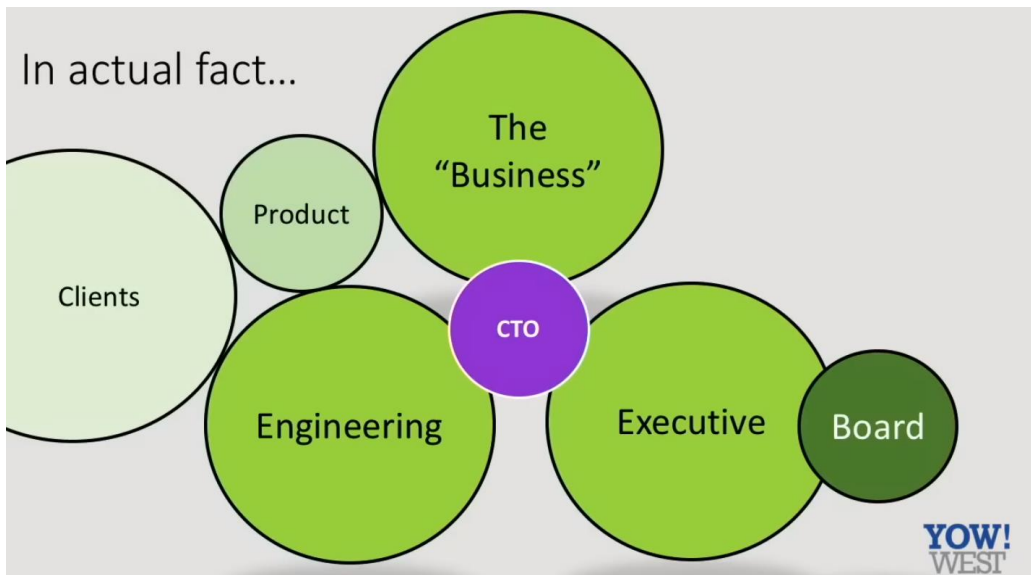 In actual fact...
The
“Business”
Product
Clients
CTO
Engineering
Executive
Board
YOW!
WEST